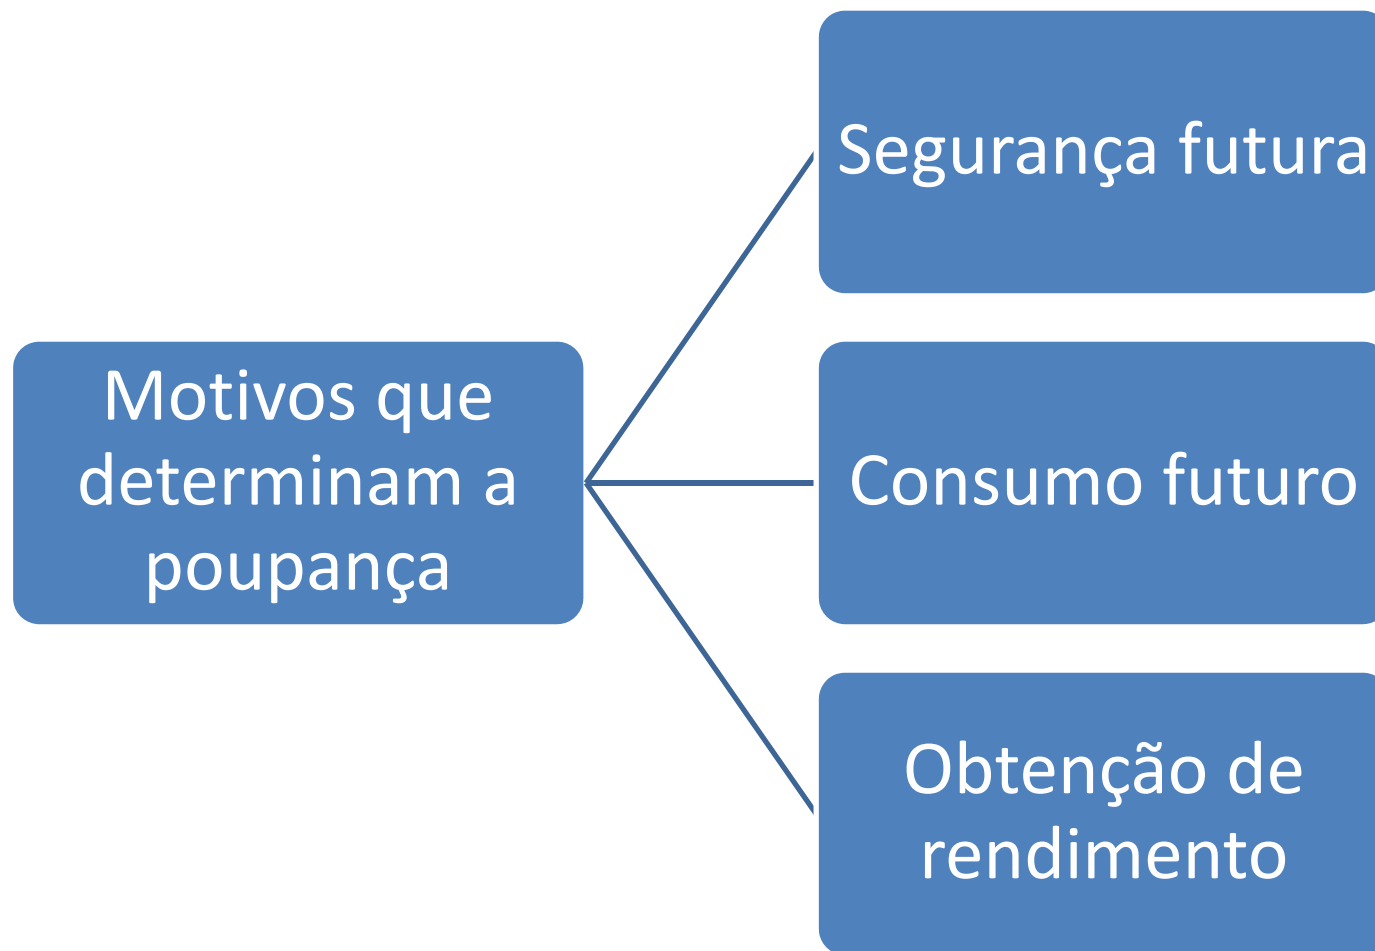 Segurança futura
Motivos que
determinam a
poupança
Consumo futuro
Obtenção de
rendimento